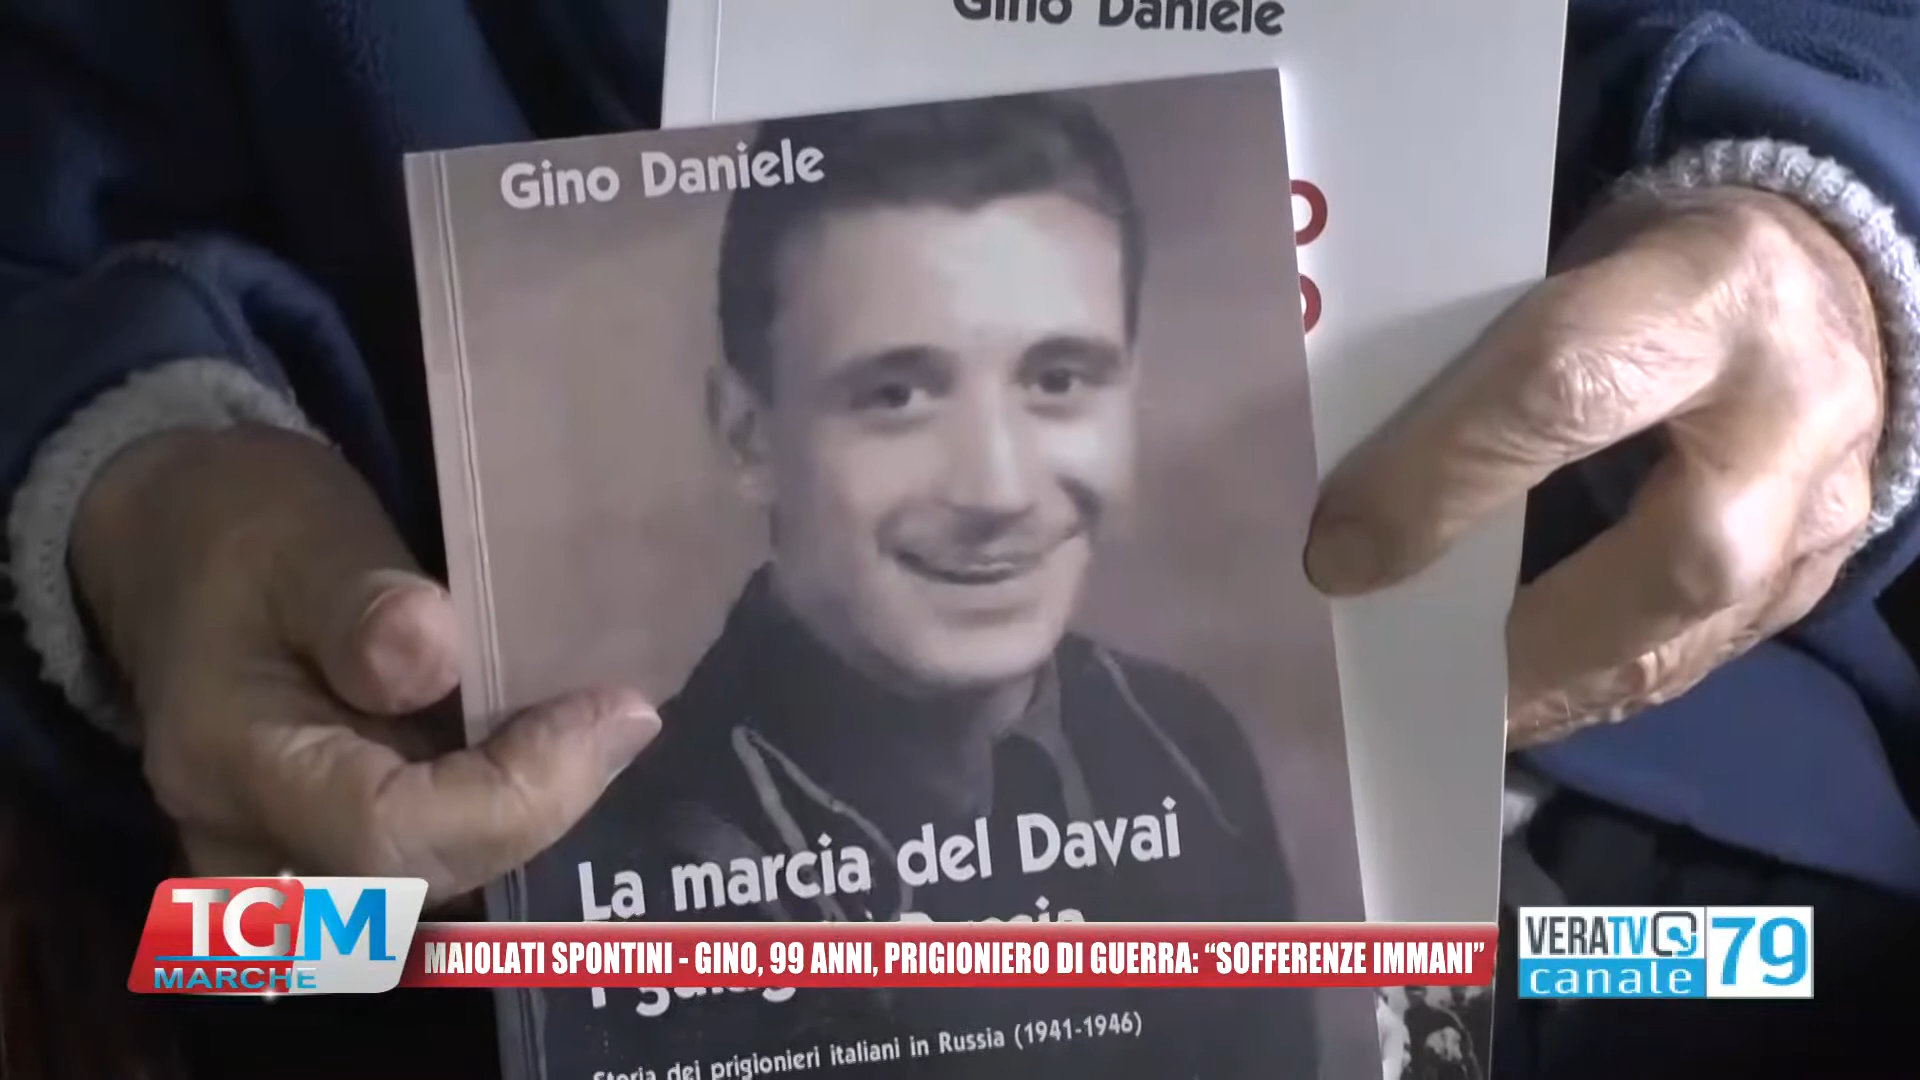 Gino Daniele
Gino Daniele
La marcia del Davai
TGM
MARCHE
MAIOLATI SPONTINI - GINO, 99 ANNI, PRIGIONIERO DI GUERRA: “SOFFERENZE IMMANI”
VERATV
canale 79
Storia dei prigionieri italiani in Russia (1941-1946)